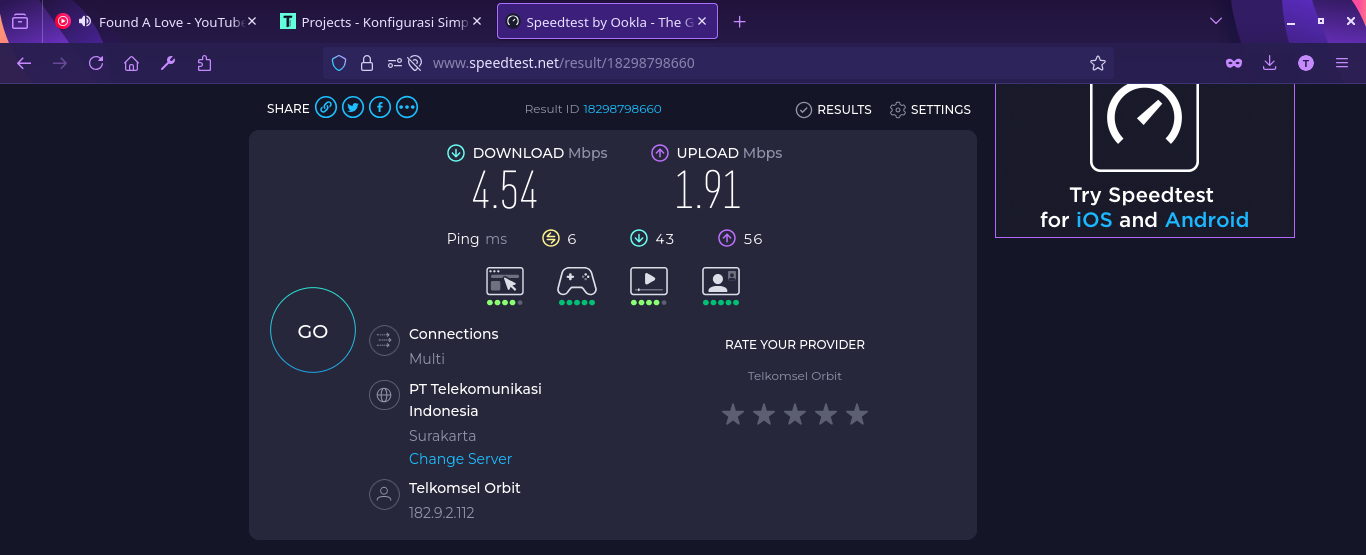 Found A Love - YouTube
Projects - Konfigurasi Simp
Speedtest by Ookla - The G
www.speedtest.net/result/18298798660
T
SHARE
Result ID 18298798660
RESULTS
SETTINGS
DOWNLOAD Mbps
UPLOAD Mbps
4.54
1.91
Ping ms
6
43
56
GO
Connections
Multi
PT Telekomunikasi
Indonesia
Surakarta
Change Server
Telkomsel Orbit
182.9.2.112
RATE YOUR PROVIDER
Telkomsel Orbit
Try Speedtest
for iOS and Android